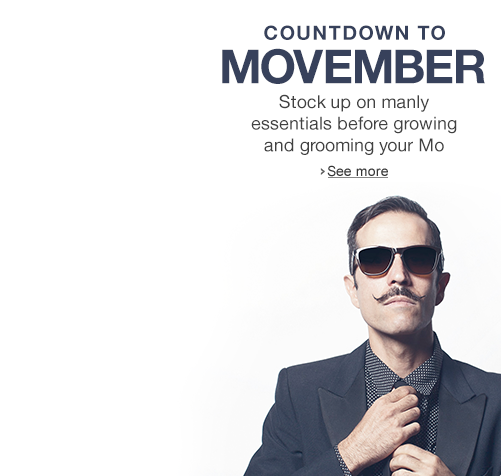 COUNTDOWN TO
MOVEMBER
Stock up on manly
essentials before growing
and grooming your Mo
› See more